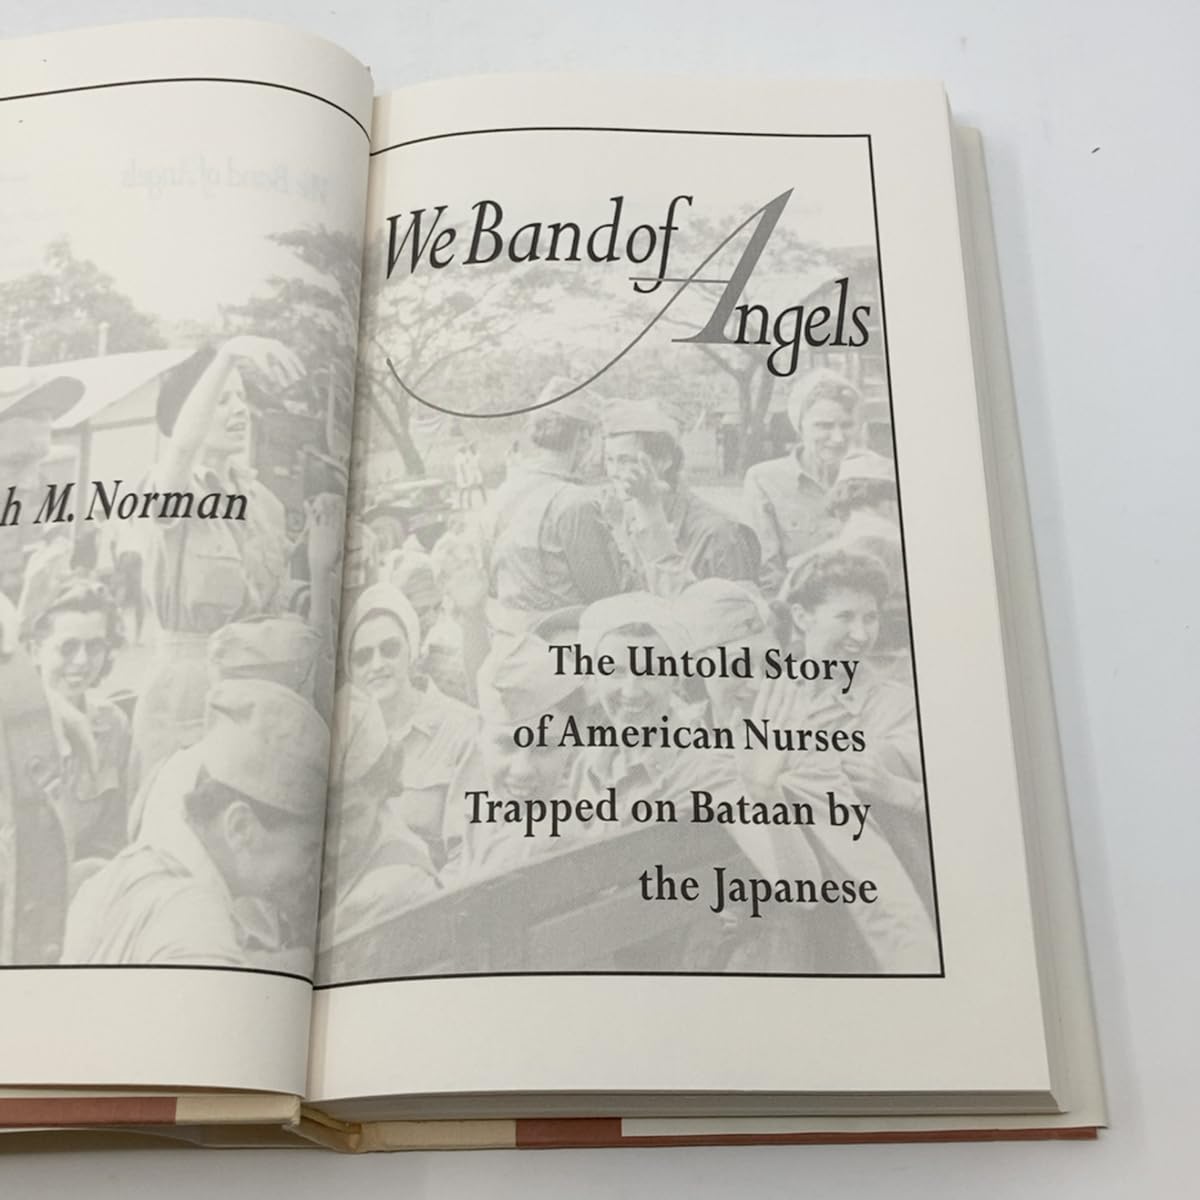 h M. Norman
We Band of
Angels
The Untold Story
of American Nurses
Trapped on Bataan by
the Japanese